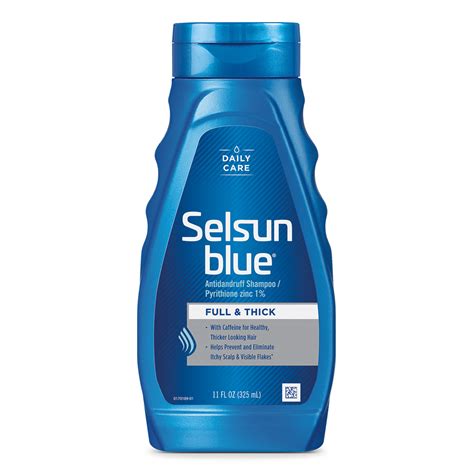 DAILY
CARE
Selsun
blue®
Antidandruff Shampoo /
Pyrithione zinc 1%
FULL & THICK
• With Caffeine for Healthy,
Thicker Looking Hair
• Helps Prevent and Eliminate
Itchy Scalp & Visible Flakes*
11 FL OZ (325 mL)